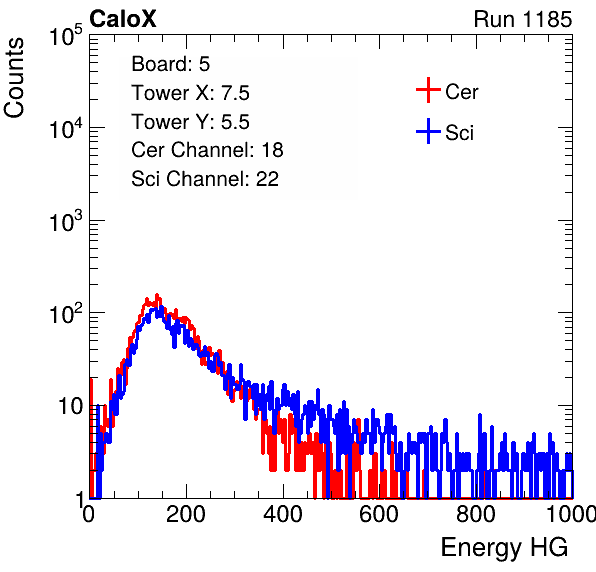 CaloX Run 1185
Counts
10^5
10^4
10^3
10^2
10
1
Board: 5
Tower X: 7.5
Tower Y: 5.5
Cer Channel: 18
Sci Channel: 22
Cer
Sci
0 200 400 600 800 1000
Energy HG